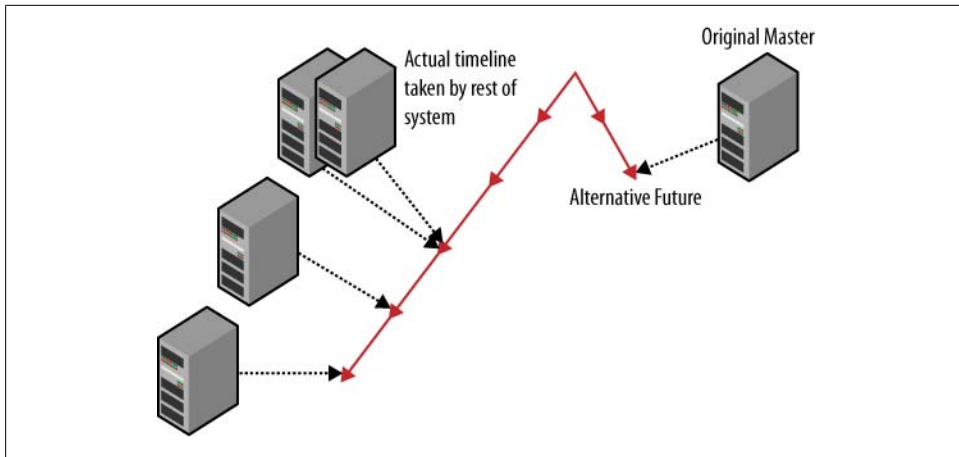 Actual timeline
taken by rest of
system
Original Master
Alternative Future